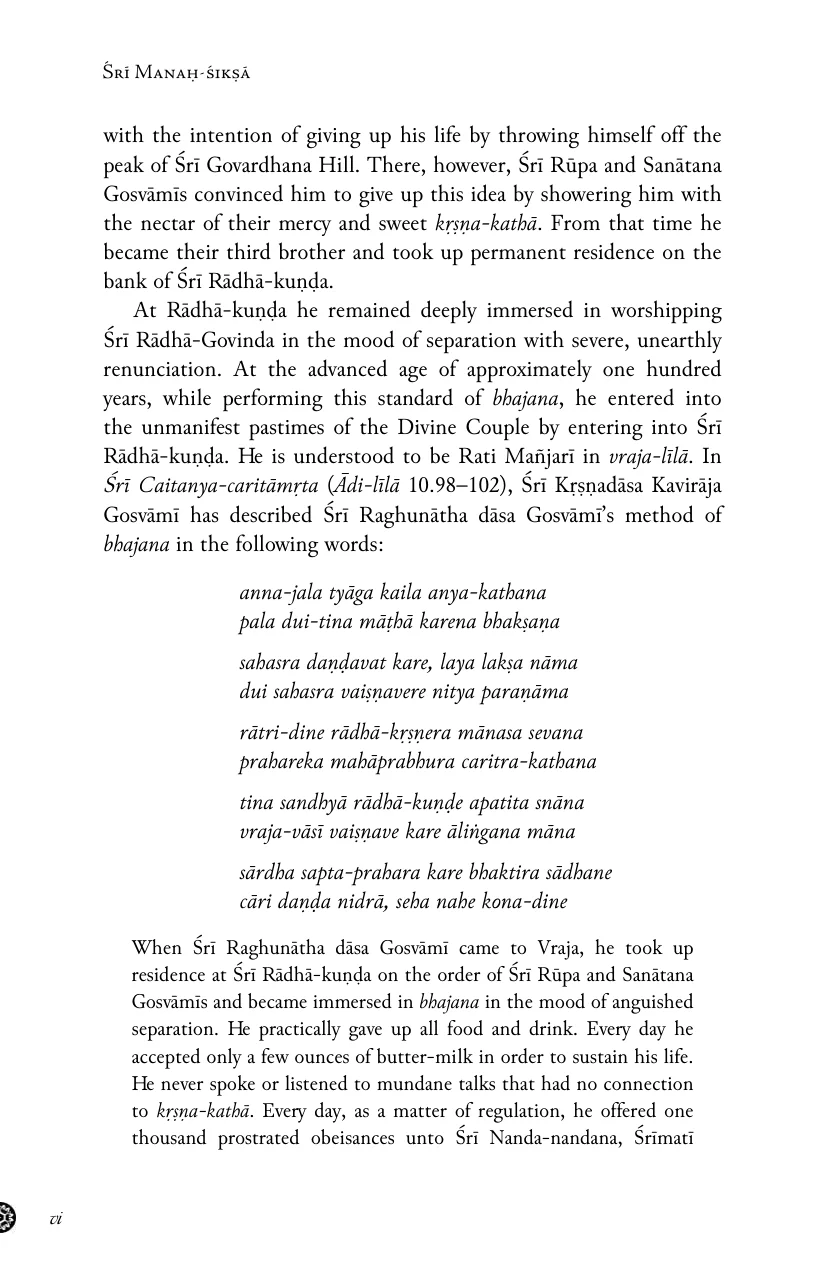 Śrī Manaḥ-śikṣā
with the intention of giving up his life by throwing himself off the
peak of Śrī Govardhana Hill. There, however, Śrī Rūpa and Sanātana
Gosvāmīs convinced him to give up this idea by showering him with
the nectar of their mercy and sweet kṛṣṇa-kathā. From that time he
became their third brother and took up permanent residence on the
bank of Śrī Rādhā-kuṇḍa.
At Rādhā-kuṇḍa he remained deeply immersed in worshipping
Śrī Rādhā-Govinda in the mood of separation with severe, unearthly
renunciation. At the advanced age of approximately one hundred
years, while performing this standard of bhajana, he entered into
the unmanifest pastimes of the Divine Couple by entering into Śrī
Rādhā-kuṇḍa. He is understood to be Rati Mañjarī in vraja-līlā. In
Śrī Caitanya-caritāmṛta (Ādi-līlā 10.98–102), Śrī Kṛṣṇadāsa Kavirāja
Gosvāmī has described Śrī Raghunātha dāsa Gosvāmī’s method of
bhajana in the following words:
anna-jala tyāga kaila anya-kathana
pala dui-tina māṭhā karena bhakṣaṇa
sahasra daṇḍavat kare, laya lakṣa nāma
dui sahasra vaiṣṇavere nitya paraṇāma
rātri-dine rādhā-kṛṣṇera mānasa sevana
prahareka mahāprabhura caritra-kathana
tina sandhyā rādhā-kuṇḍe apatita snāna
vraja-vāsī vaiṣṇave kare āliṅgana māna
sārdha sapta-prahara kare bhaktira sādhane
cāri daṇḍa nidrā, seha nahe kona-dine
When Śrī Raghunātha dāsa Gosvāmī came to Vraja, he took up
residence at Śrī Rādhā-kuṇḍa on the order of Śrī Rūpa and Sanātana
Gosvāmīs and became immersed in bhajana in the mood of anguished
separation. He practically gave up all food and drink. Every day he
accepted only a few ounces of butter-milk in order to sustain his life.
He never spoke or listened to mundane talks that had no connection
to kṛṣṇa-kathā. Every day, as a matter of regulation, he offered one
thousand prostrated obeisances unto Śrī Nanda-nandana, Śrīmatī
vi